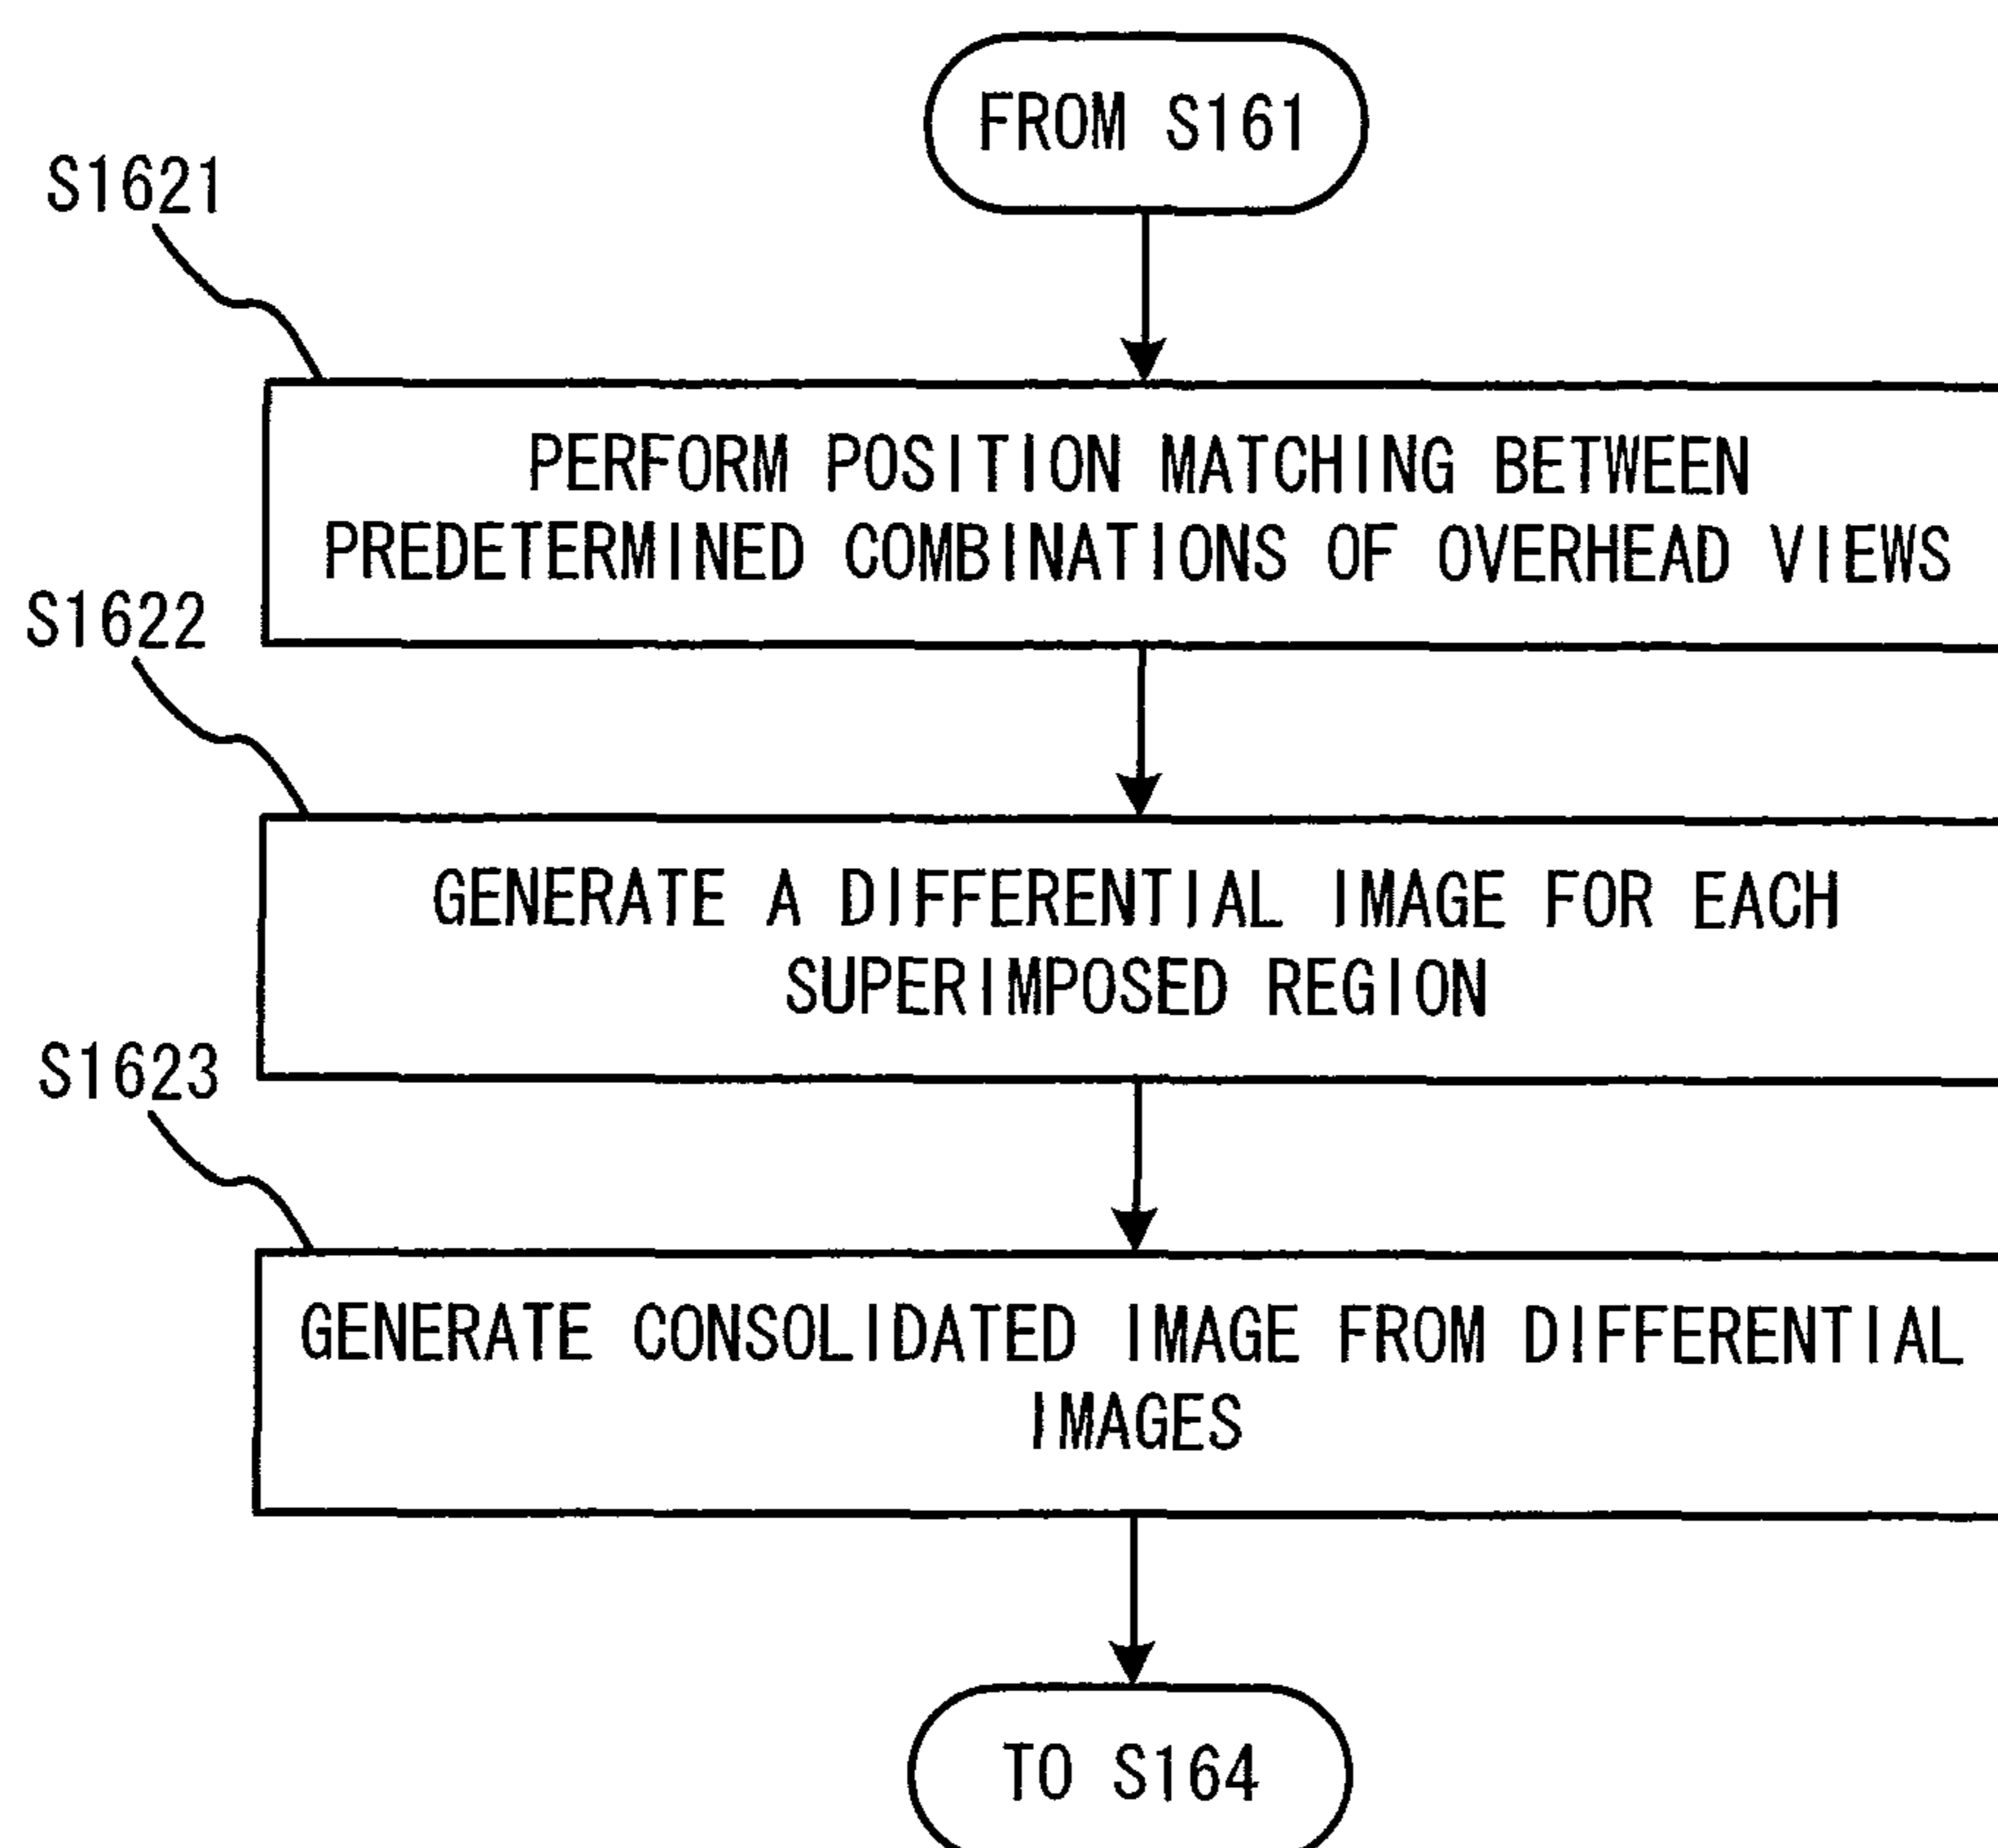 FROM S161
S1621
PERFORM POSITION MATCHING BETWEEN
PREDETERMINED COMBINATIONS OF OVERHEAD VIEWS
S1622
GENERATE A DIFFERENTIAL IMAGE FOR EACH
SUPERIMPOSED REGION
S1623
GENERATE CONSOLIDATED IMAGE FROM DIFFERENTIAL
IMAGES
TO S164